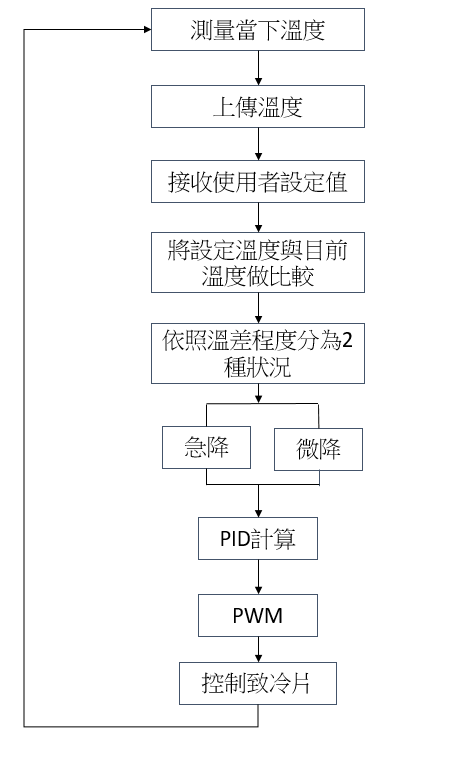 測量當下溫度
上傳溫度
接收使用者設定值
將設定溫度與目前
溫度做比較
依照溫差程度分為2
種狀況
急降
微降
PID計算
PWM
控制致冷片